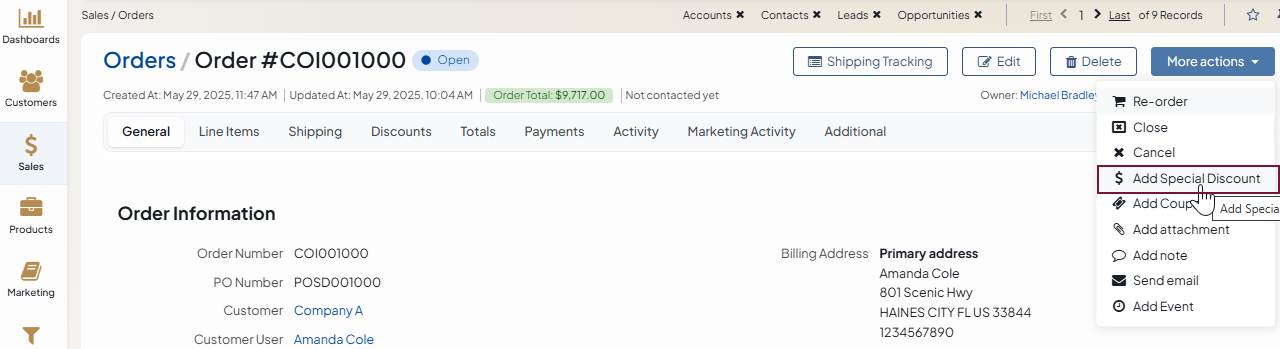 Dashboards
Customers
Sales
Products
Marketing
Sales / Orders
Accounts ✖ Contacts ✖ Leads ✖ Opportunities ✖ First < 1 > Last of 9 Records
Orders / Order #COI001000 Open
Shipping Tracking Edit Delete More actions
Created At: May 29, 2025, 11:47 AM Updated At: May 29, 2025, 10:04 AM Order Total: $9,717.00 Not contacted yet
Owner: Michael Bradley
General Line Items Shipping Discounts Totals Payments Activity Marketing Activity Additional
Re-order
Close
Cancel
$ Add Special Discount
Add Coup
Add Specia
Add attachment
Add note
Send email
Add Event
Order Information
Order Number COI001000
PO Number POSD001000
Customer Company A
Customer User Amanda Cole
Billing Address Primary address
Amanda Cole
801 Scenic Hwy
HAINES CITY FL US 33844
1234567890